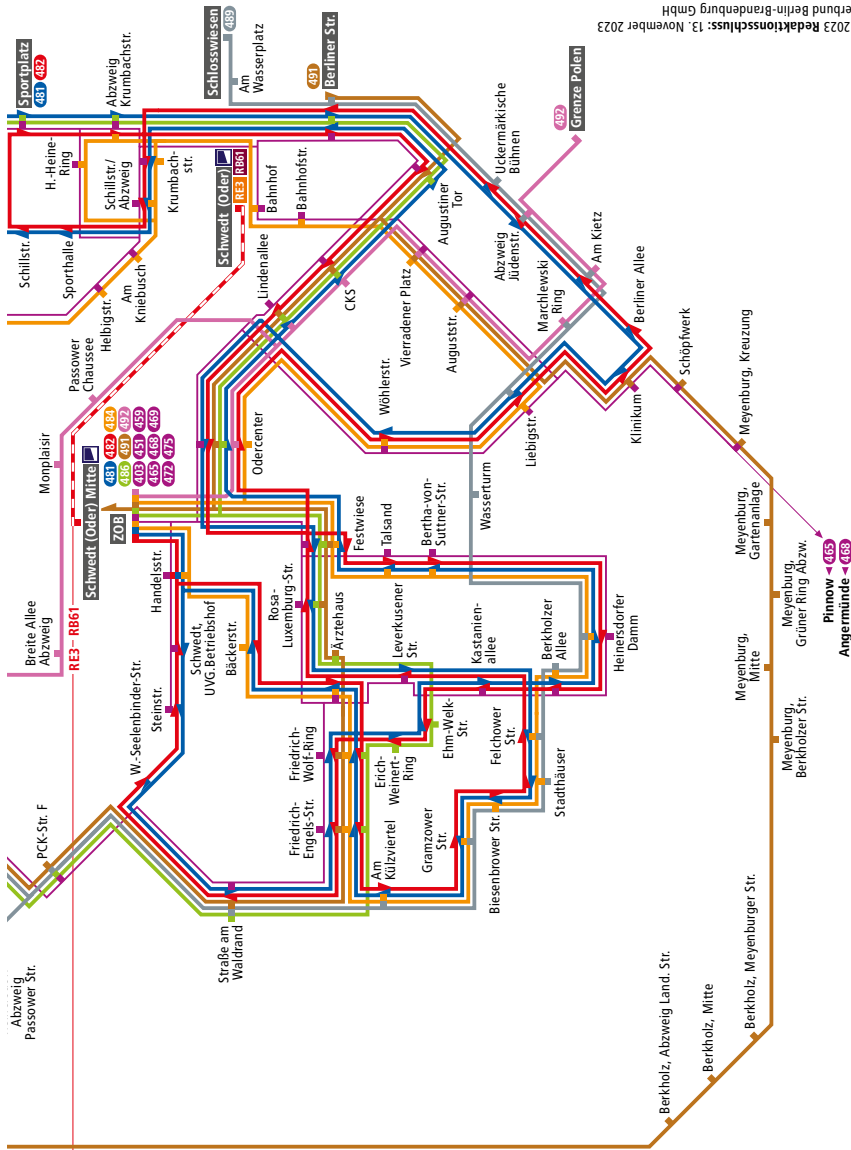 2023 Redaktionsschluss: 13. November 2023
erbund Berlin-Brandenburg GmbH
Sportplatz
481 482
Abzweig
Krumbachstr.
H.-Heine-
Ring
Schillstr./
Abzweig
Krumbach-
str.
Schillstr.
Sporthalle
Am
Kniebusch
Helbigstr.
Schlosswiesen
489
Am
Wasserplatz
491
Berliner Str.
Schwedt (Oder)
RE3 RB61
Bahnhof
Bahnhofstr.
492
Grenze Polen
Uckermärkische
Bühnen
Augustiner
Tor
Abzweig
Jüdenstr.
Am Kietz
Marchlewski
Ring
Berliner Allee
Lindenallee
CKS
Vierradener Platz
Auguststr.
Wöhlerstr.
Liebigstr.
Klinikum
Schöpfwerk
Meyenburg, Kreuzung
Passower
Chaussee
Monplaisir
Breite Allee
Abzweig
RE3 – RB61
Schwedt (Oder) Mitte
ZOB
481 482 484
486 491 492
403 451 459
465 468 469
472 475
Odercenter
Wasserturm
Festwiese
Talsand
Bertha-von-
Suttner-Str.
Handelsstr.
Rosa-
Luxemburg-Str.
Schwedt,
UVG.Betriebshof
Bäckerstr.
Ärztehaus
Leverkusener
Str.
Kastanien-
allee
Berkholzer
Allee
Heinersdorfer
Damm
W.-Seelenbinder-Str.
Steinstr.
Friedrich-
Wolf-Ring
Friedrich-
Engels-Str.
Erich-
Weinert-
Ring
Ehm-Welk-
Str.
Felchower
Str.
Stadthäuser
Gramzower
Str.
Biesenbrower Str.
Am
Külzviertel
PCK-Str. F
Straße am
Waldrand
Abzweig
Passower Str.
Meyenburg,
Gartenanlage
Meyenburg,
Grüner Ring Abzw.
Meyenburg,
Mitte
Meyenburg,
Berkholzer Str.
Pinnow 465
Angermünde 468
Berkholz, Meyenburger Str.
Berkholz, Mitte
Berkholz, Abzweig Land. Str.